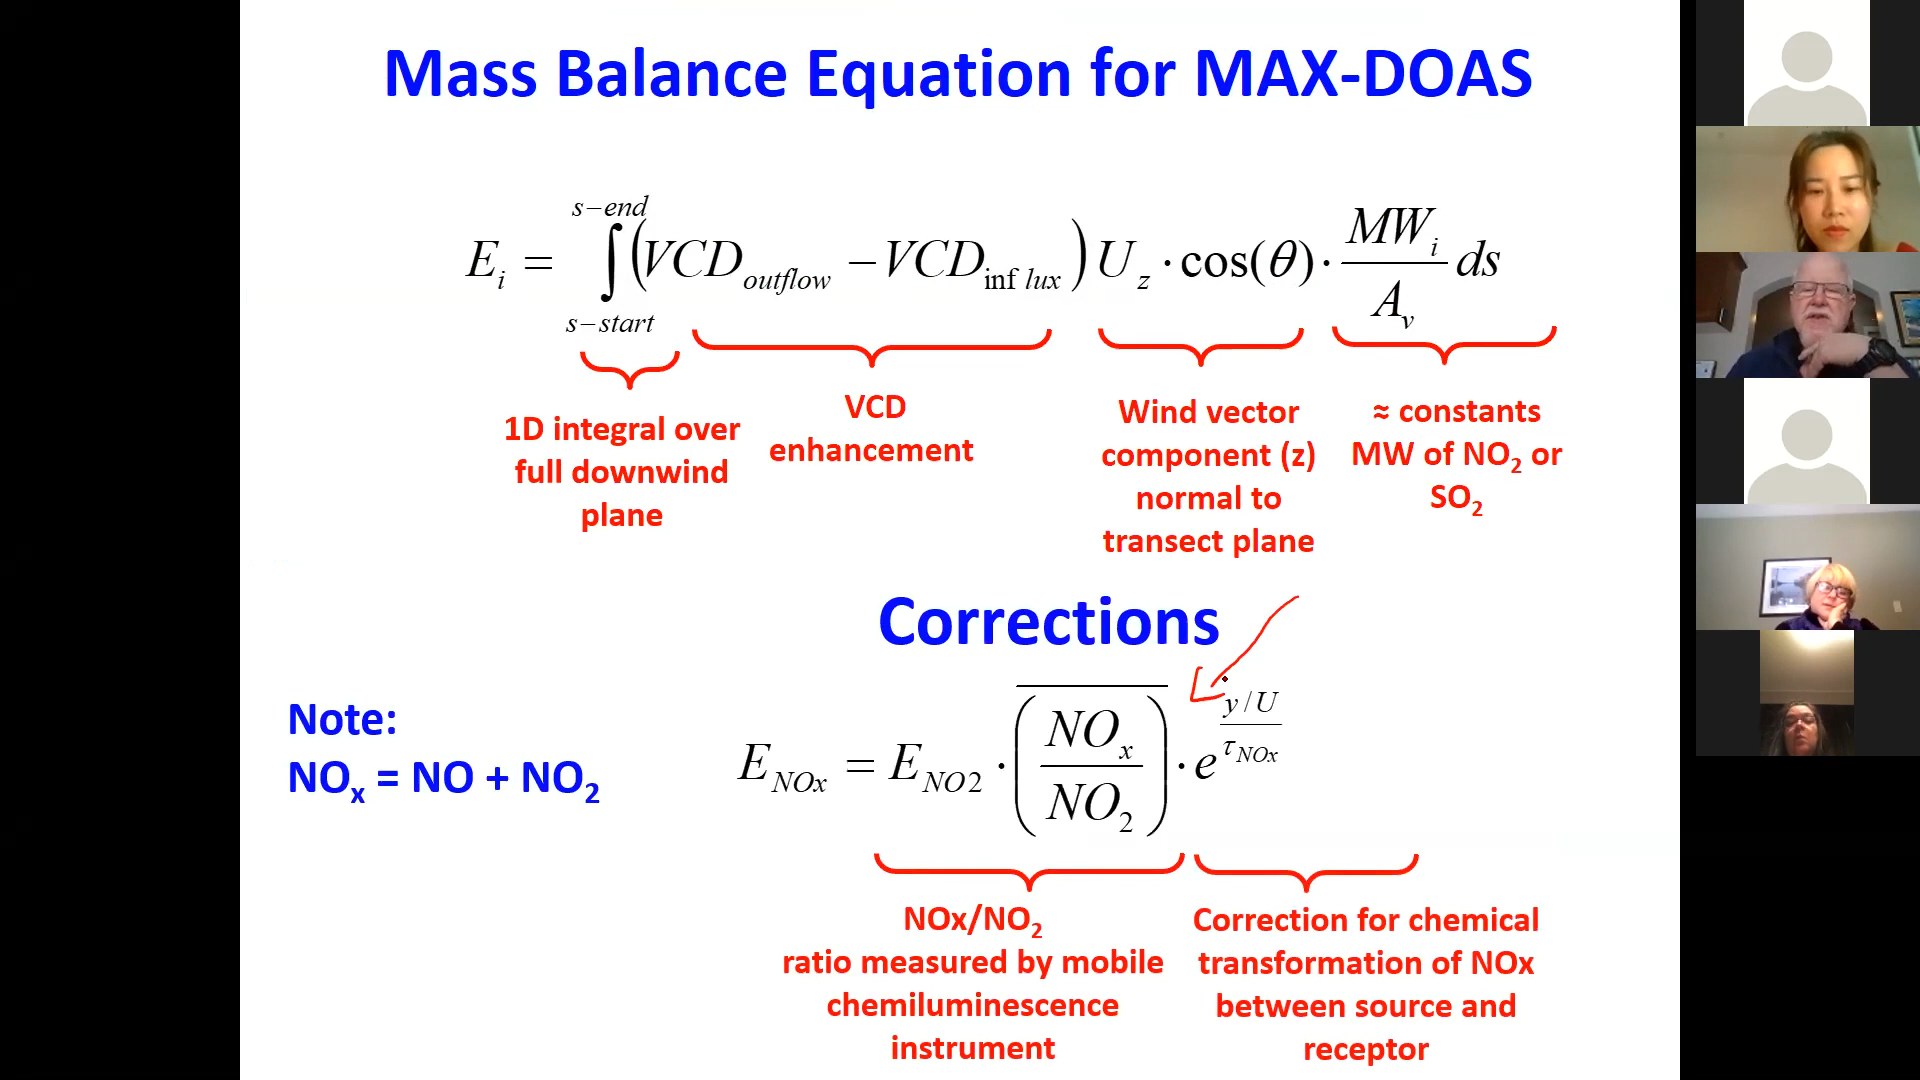 Mass Balance Equation for MAX-DOAS
s-end
E_i = ∫ (VCD_outflow − VCD_inf lux) U_z · cos(θ) · MW_i / A_v ds
s-start
1D integral over
full downwind
plane
VCD
enhancement
Wind vector
component (z)
normal to
transect plane
≈ constants
MW of NO₂ or
SO₂
Corrections
Note:
NOₓ = NO + NO₂
E_NOx = E_NO2 · (NO_x / NO_2) · e^((y/U) / τ_NOx)
NOx/NO₂
ratio measured by mobile
chemiluminescence
instrument
Correction for chemical
transformation of NOx
between source and
receptor